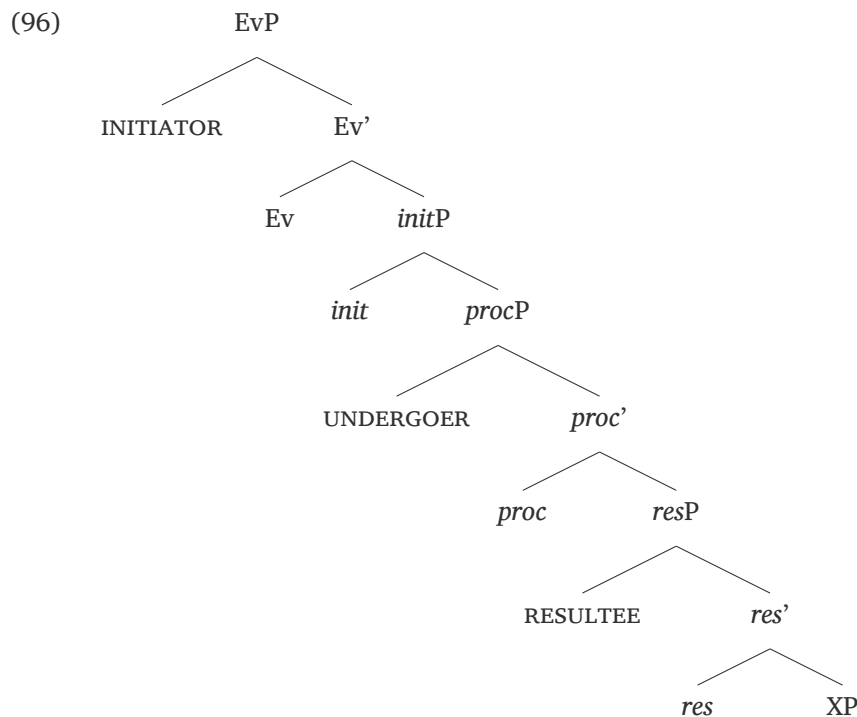 (96) EvP
INITIATOR Ev’
Ev initP
init procP
UNDERGOER proc’
proc resP
RESULTEE res’
res XP